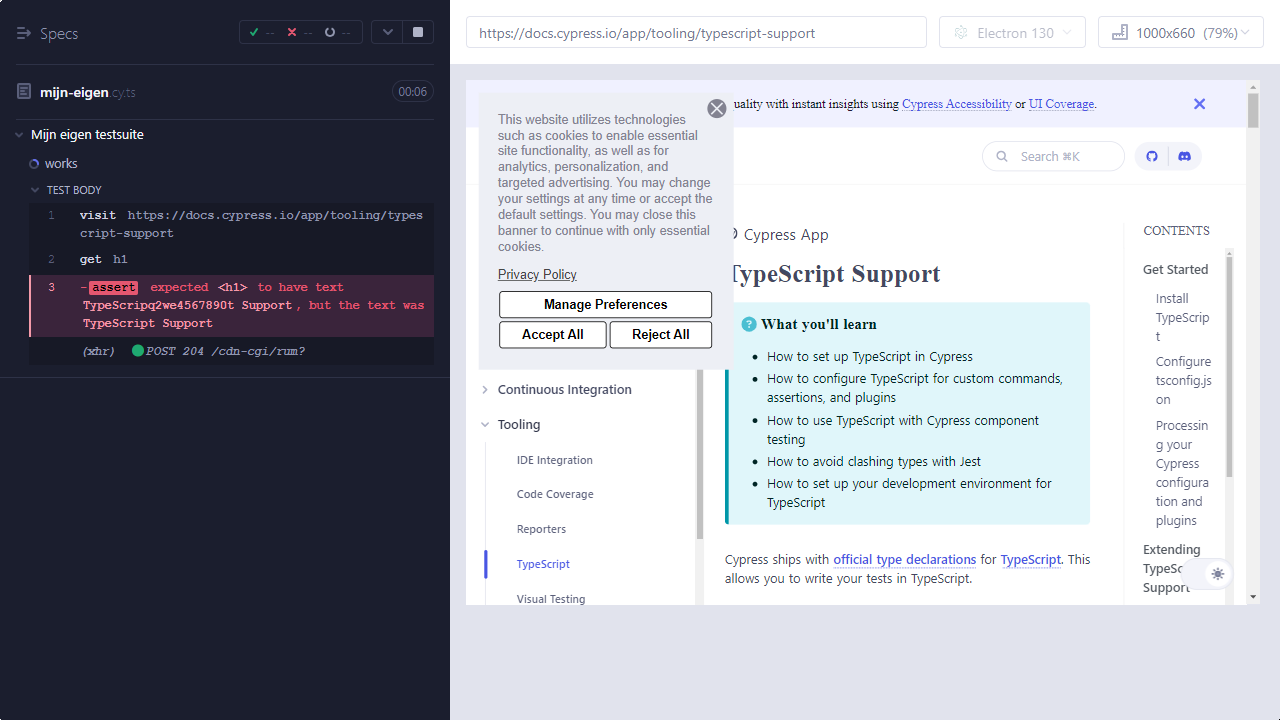 Specs
-- -- --
mijn-eigen.cy.ts 00:06
Mijn eigen testsuite
works
TEST BODY
1 visit https://docs.cypress.io/app/tooling/types
cript-support
2 get h1
3 -assert expected <h1> to have text
TypeScripq2we4567890t Support, but the text was
TypeScript Support
(xhr) POST 204 /cdn-cgi/rum?
https://docs.cypress.io/app/tooling/typescript-support
Electron 130
1000x660 (79%)
uality with instant insights using Cypress Accessibility or UI Coverage.
Search ⌘K
This website utilizes technologies
such as cookies to enable essential
site functionality, as well as for
analytics, personalization, and
targeted advertising. You may change
your settings at any time or accept the
default settings. You may close this
banner to continue with only essential
cookies.
Privacy Policy
Manage Preferences
Accept All Reject All
Continuous Integration
Tooling
IDE Integration
Code Coverage
Reporters
TypeScript
Visual Testing
Cypress App
TypeScript Support
? What you'll learn
• How to set up TypeScript in Cypress
• How to configure TypeScript for custom commands,
assertions, and plugins
• How to use TypeScript with Cypress component
testing
• How to avoid clashing types with Jest
• How to set up your development environment for
TypeScript
Cypress ships with official type declarations for TypeScript. This
allows you to write your tests in TypeScript.
CONTENTS
Get Started
Install
TypeScrip
t
Configure
tsconfig.js
on
Processin
g your
Cypress
configura
tion and
plugins
Extending
TypeSc
Support